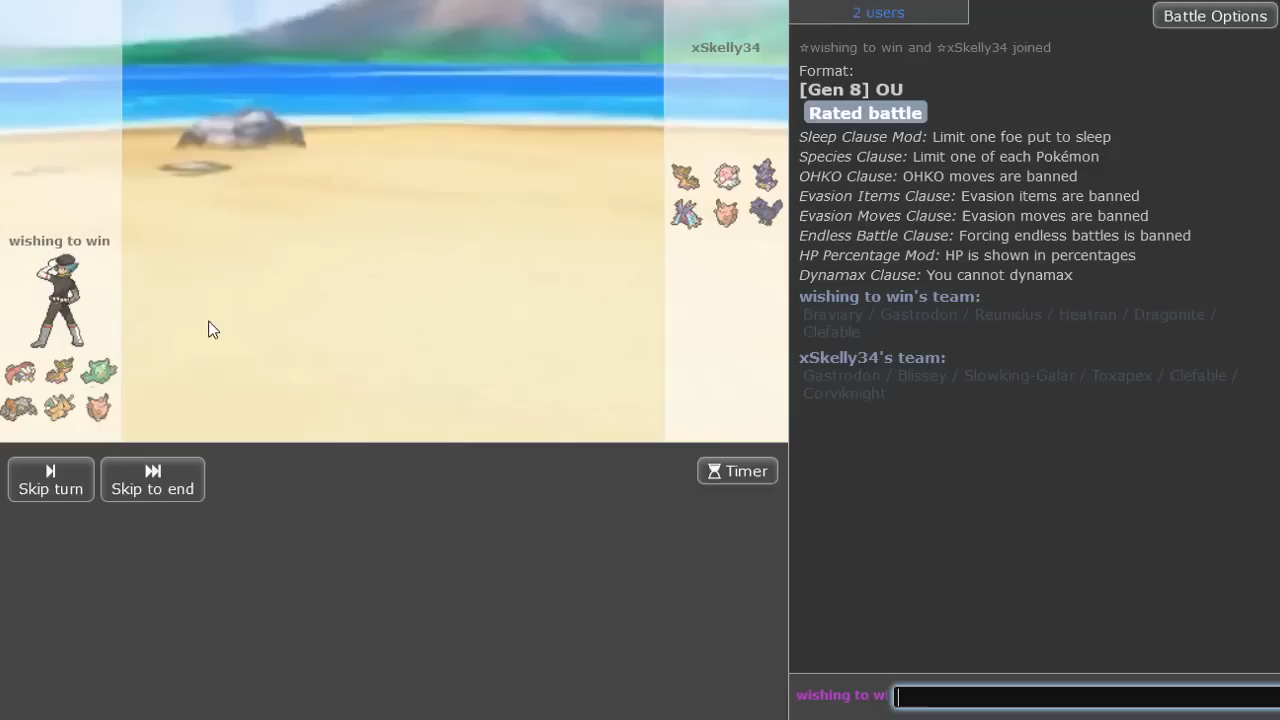 2 users
Battle Options
xSkelly34
☆wishing to win and ☆xSkelly34 joined
Format:
[Gen 8] OU
Rated battle
Sleep Clause Mod: Limit one foe put to sleep
Species Clause: Limit one of each Pokémon
OHKO Clause: OHKO moves are banned
Evasion Items Clause: Evasion items are banned
Evasion Moves Clause: Evasion moves are banned
Endless Battle Clause: Forcing endless battles is banned
HP Percentage Mod: HP is shown in percentages
Dynamax Clause: You cannot dynamax
wishing to win's team:
Braviary / Gastrodon / Reuniclus / Heatran / Dragonite /
Clefable
xSkelly34's team:
Gastrodon / Blissey / Slowking-Galar / Toxapex / Clefable /
Corviknight
wishing to win
Skip turn
Skip to end
Timer
wishing to wi